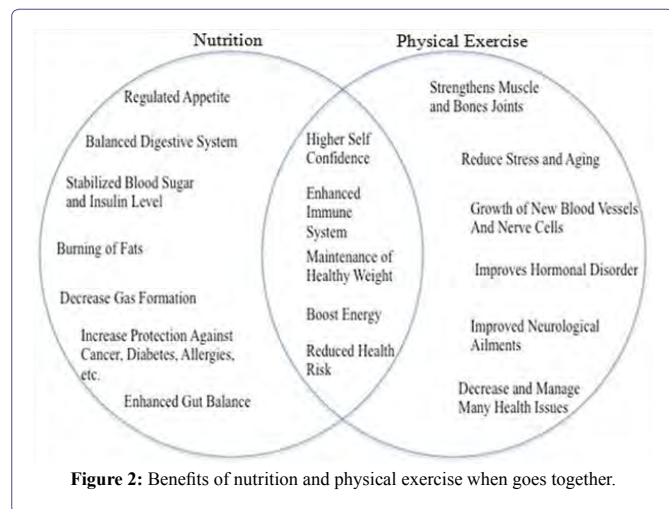 Nutrition
Physical Exercise
Regulated Appetite
Balanced Digestive System
Stabilized Blood Sugar
and Insulin Level
Burning of Fats
Decrease Gas Formation
Increase Protection Against
Cancer, Diabetes, Allergies,
etc.
Enhanced Gut Balance
Higher Self
Confidence
Enhanced
Immune
System
Maintenance of
Healthy Weight
Boost Energy
Reduced Health
Risk
Strengthens Muscle
and Bones Joints
Reduce Stress and Aging
Growth of New Blood Vessels
And Nerve Cells
Improves Hormonal Disorder
Improved Neurological
Ailments
Decrease and Manage
Many Health Issues
Figure 2: Benefits of nutrition and physical exercise when goes together.